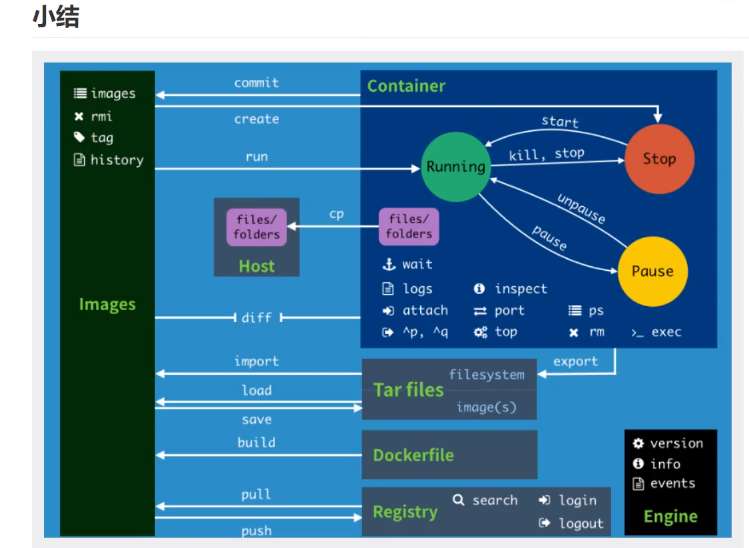 小结
commit
Container
images
rmi
tag
history
create
start
run
Running
kill, stop
Stop
unpause
pause
Pause
cp
files/
folders
files/
folders
Host
wait
logs
inspect
attach
port
ps
^p, ^q
top
rm
>_ exec
Images
diff
import
export
filesystem
load
Tar files
image(s)
save
build
Dockerfile
version
info
events
Engine
pull
search
login
Registry
logout
push